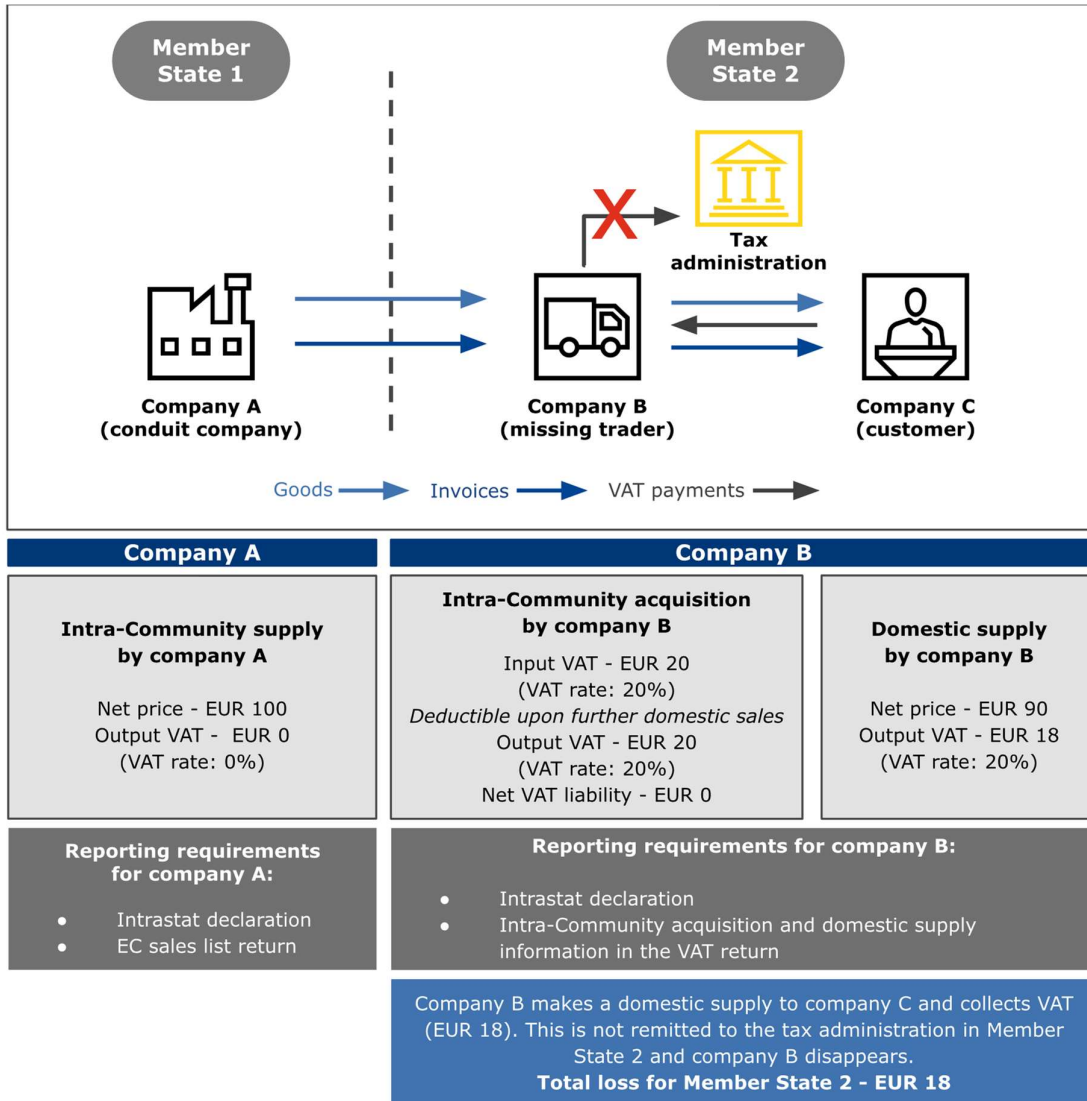 Member
State 1
Member
State 2
X
Tax
administration
Company A
(conduit company)
Company B
(missing trader)
Company C
(customer)
Goods
Invoices
VAT payments
Company A
Company B
Intra-Community supply
by company A
Net price - EUR 100
Output VAT - EUR 0
(VAT rate: 0%)
Intra-Community acquisition
by company B
Input VAT - EUR 20
(VAT rate: 20%)
Deductible upon further domestic sales
Output VAT - EUR 20
(VAT rate: 20%)
Net VAT liability - EUR 0
Domestic supply
by company B
Net price - EUR 90
Output VAT - EUR 18
(VAT rate: 20%)
Reporting requirements
for company A:
● Intrastat declaration
● EC sales list return
Reporting requirements for company B:
● Intrastat declaration
● Intra-Community acquisition and domestic supply
information in the VAT return
Company B makes a domestic supply to company C and collects VAT
(EUR 18). This is not remitted to the tax administration in Member
State 2 and company B disappears.
Total loss for Member State 2 - EUR 18